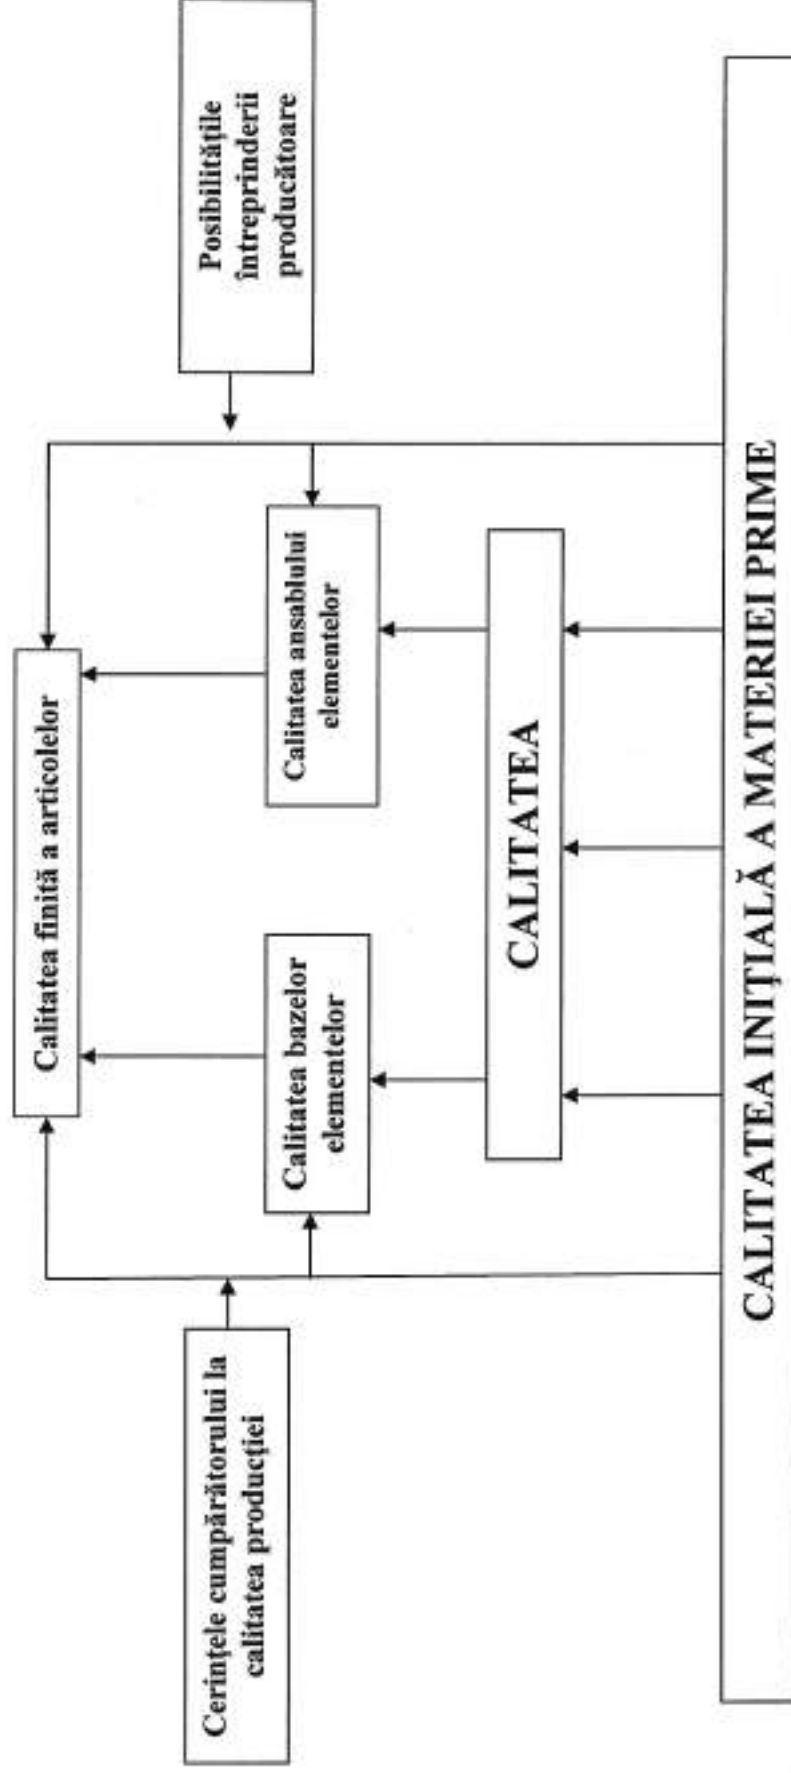 Calitatea finită a articolelor
Cerințele cumpărătorului la
calitatea producției
Posibilitățile
întreprinderii
producătoare
Calitatea bazelor
elementelor
Calitatea ansablului
elementelor
CALITATEA
CALITATEA INIȚIALĂ A MATERIEI PRIME